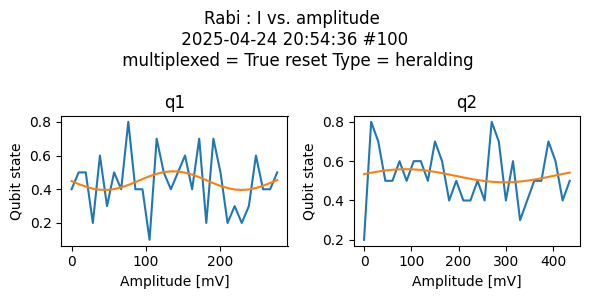 Rabi : I vs. amplitude
2025-04-24 20:54:36 #100
multiplexed = True reset Type = heralding
q1 q2
Qubit state Qubit state
0.8 0.8
0.6 0.6
0.4 0.4
0.2 0.2
0 100 200 0 100 200 300 400
Amplitude [mV] Amplitude [mV]